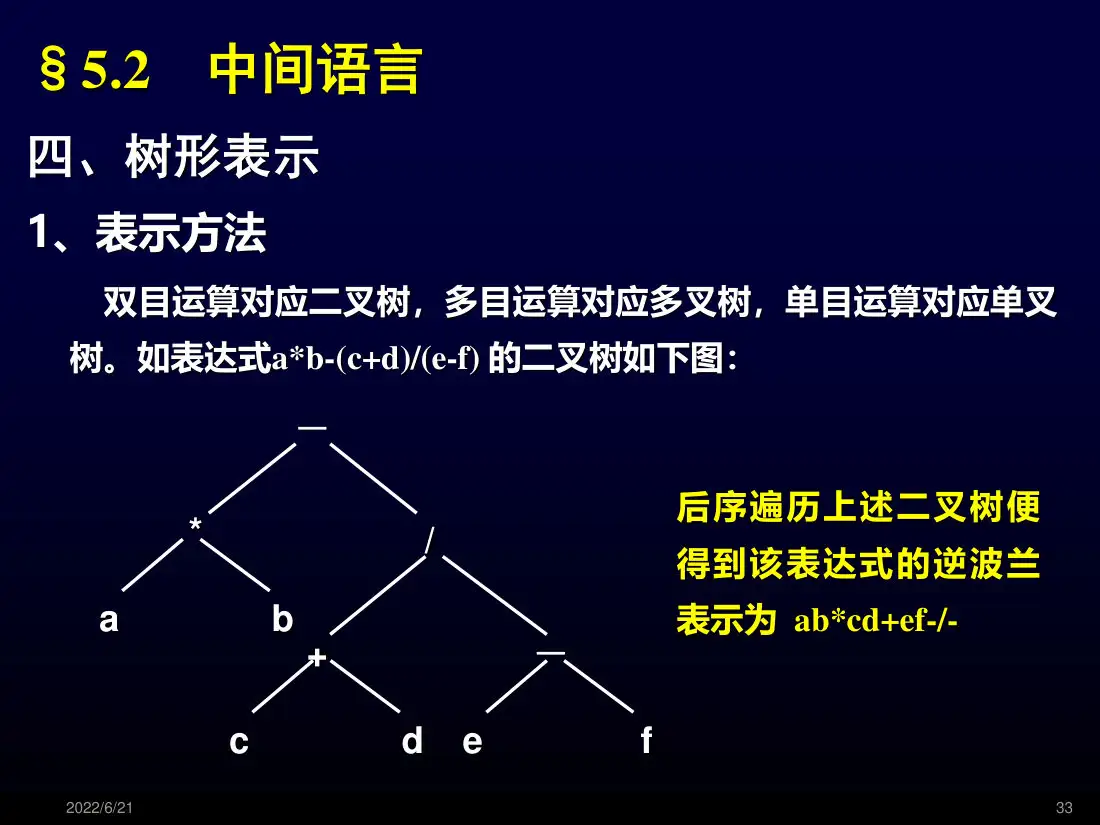 §5.2 中间语言
四、树形表示
1、表示方法
双目运算对应二叉树，多目运算对应多叉树，单目运算对应单叉
树。如表达式a*b-(c+d)/(e-f) 的二叉树如下图：
—
*
/
a b
+ —
c d e f
后序遍历上述二叉树便
得到该表达式的逆波兰
表示为 ab*cd+ef-/-
2022/6/21
33